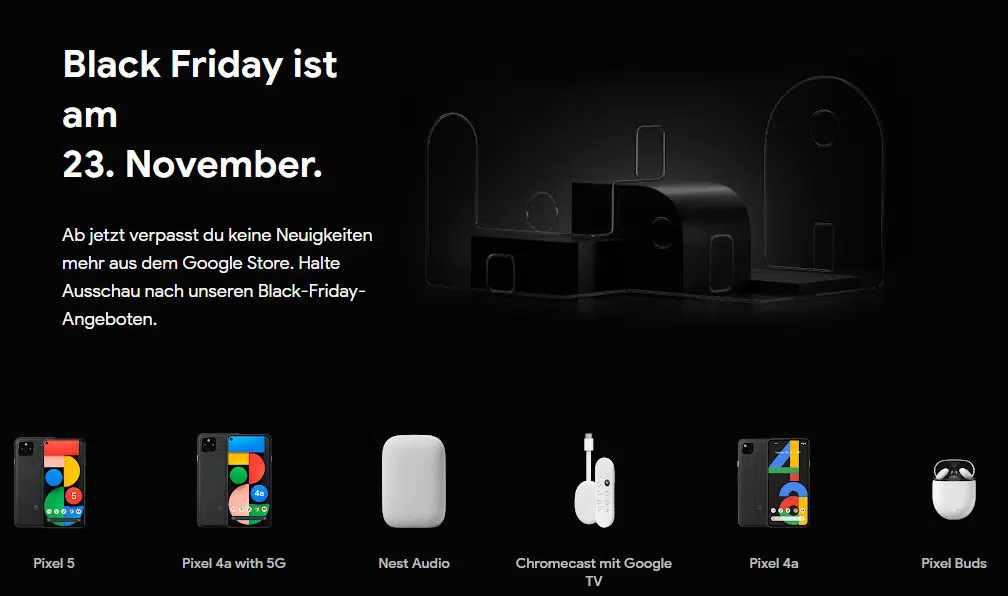 Black Friday ist
am
23. November.
Ab jetzt verpasst du keine Neuigkeiten
mehr aus dem Google Store. Halte
Ausschau nach unseren Black-Friday-
Angeboten.
5
4a
Pixel 5
Pixel 4a with 5G
Nest Audio
Chromecast mit Google
TV
Pixel 4a
Pixel Buds